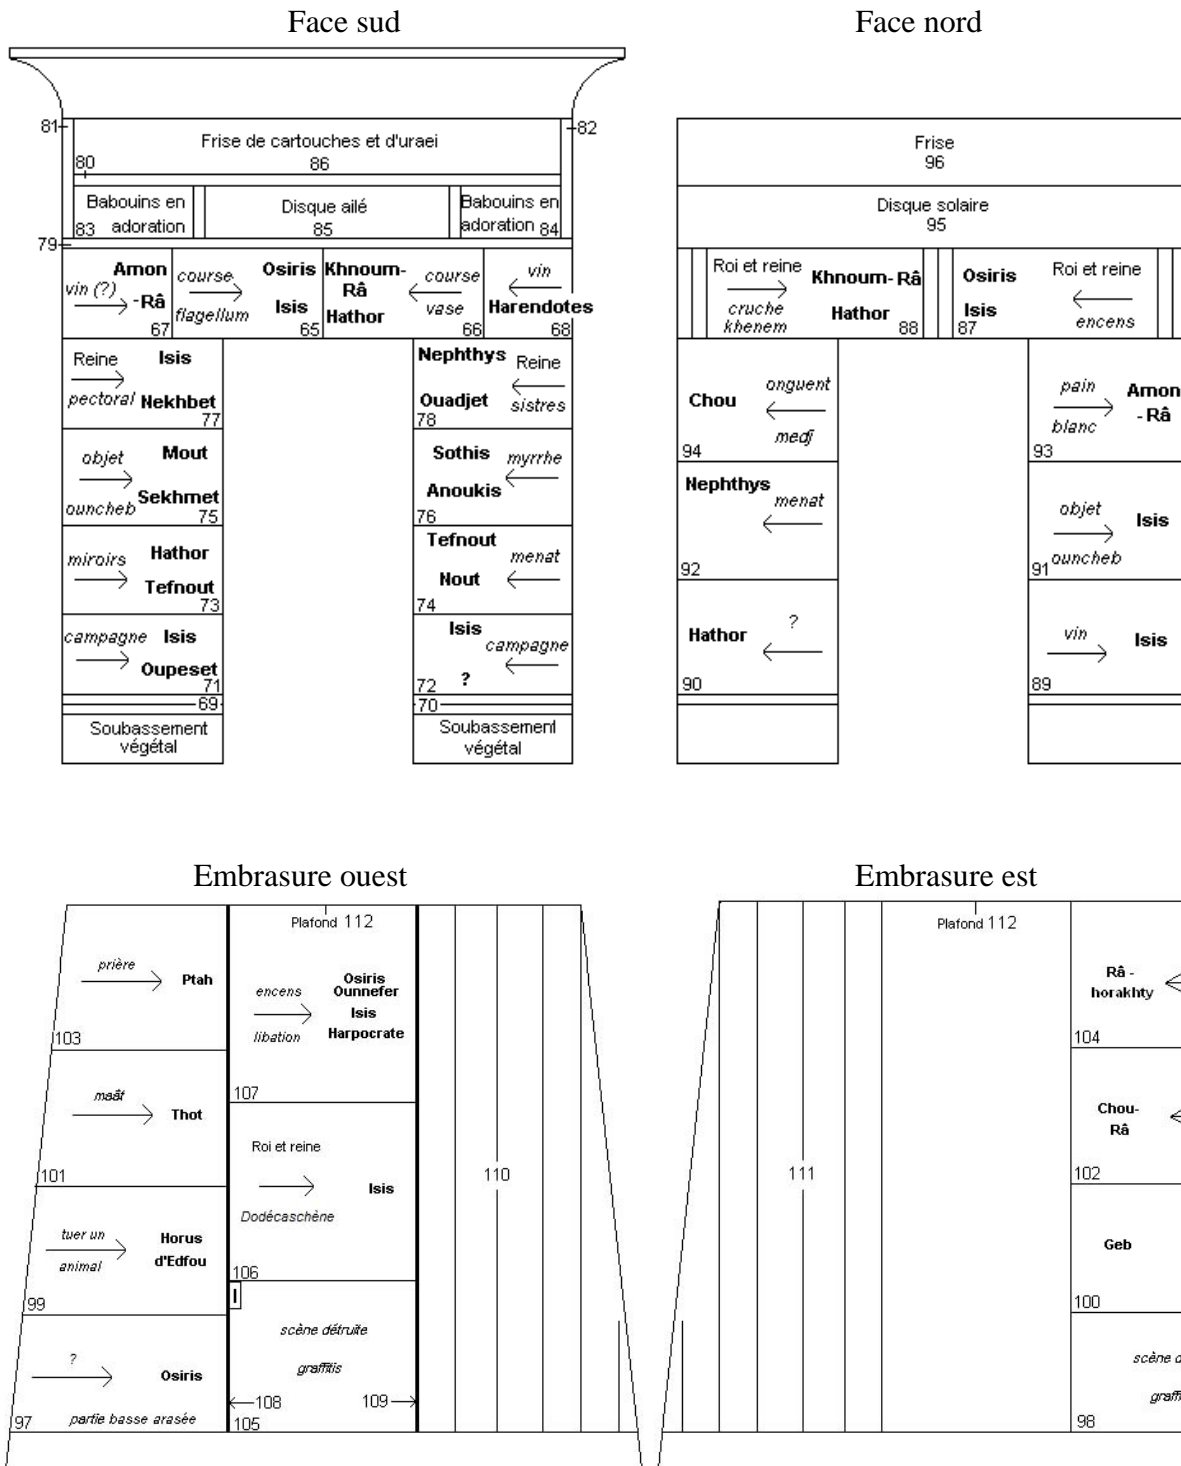 Face sud
Face nord
81
82
Frise de cartouches et d'uraei
86
80
Babouins en
adoration
83
Disque ailé
85
Babouins en
adoration
84
79
vin (?)
Amon
-Râ
67
course
flagellum
Osiris
Isis
65
Khnoum-
Râ
Hathor
course
vase
66
vin
Harendotes
68
Reine
pectoral
Isis
Nekhbet
77
Nephthys
Ouadjet
78
Reine
sistres
objet
ouncheb
Mout
Sekhmet
75
Sothis
Anoukis
76
myrrhe
miroirs
Hathor
Tefnout
73
Tefnout
Nout
74
menat
campagne
Isis
Oupeset
71
Isis
?
72
campagne
69
70
Soubassement
végétal
Soubassement
végétal
Frise
96
Disque solaire
95
Roi et reine
cruche
khenem
Khnoum-Râ
Hathor
88
Osiris
Isis
87
Roi et reine
encens
Chou
94
onguent
medj
pain
blanc
93
Amon
-Râ
Nephthys
92
menat
objet
ouncheb
91
Isis
Hathor
90
?
vin
89
Isis
Embrasure ouest
Embrasure est
prière
Ptah
103
maât
Thot
101
tuer un
animal
Horus
d'Edfou
99
?
Osiris
97
partie basse arasée
Plafond 112
encens
libation
Osiris
Ounnefer
Isis
Harpocrate
107
Roi et reine
Dodécaschène
Isis
106
I
scène détruite
graffitis
108
109
105
110
111
Plafond 112
Râ -
horakhty
104
Chou-
Râ
102
Geb
100
scène d
graff
98